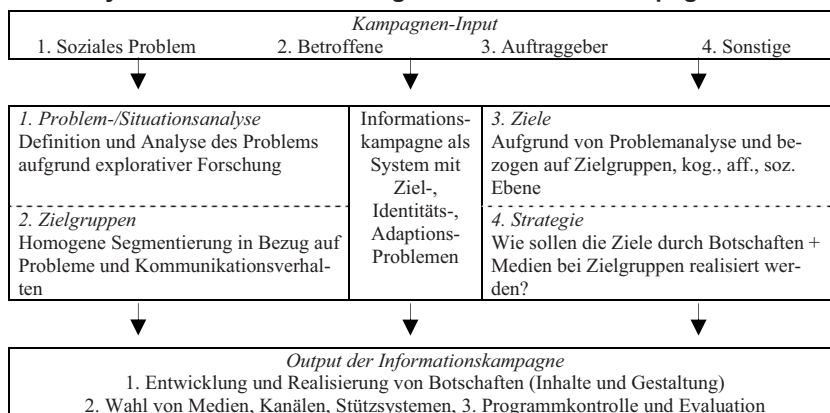 Kampagnen-Input
1. Soziales Problem 2. Betroffene 3. Auftraggeber 4. Sonstige
1. Problem-/Situationsanalyse
Definition und Analyse des Problems
aufgrund explorativer Forschung
2. Zielgruppen
Homogene Segmentierung in Bezug auf
Probleme und Kommunikationsverhal-
ten
Informations-
kampagne als
System mit
Ziel-,
Identitäts-,
Adaptions-
Problemen
3. Ziele
Aufgrund von Problemanalyse und be-
zogen auf Zielgruppen, kog., aff., soz.
Ebene
4. Strategie
Wie sollen die Ziele durch Botschaften +
Medien bei Zielgruppen realisiert wer-
den?
Output der Informationskampagne
1. Entwicklung und Realisierung von Botschaften (Inhalte und Gestaltung)
2. Wahl von Medien, Kanälen, Stützsystemen, 3. Programmkontrolle und Evaluation